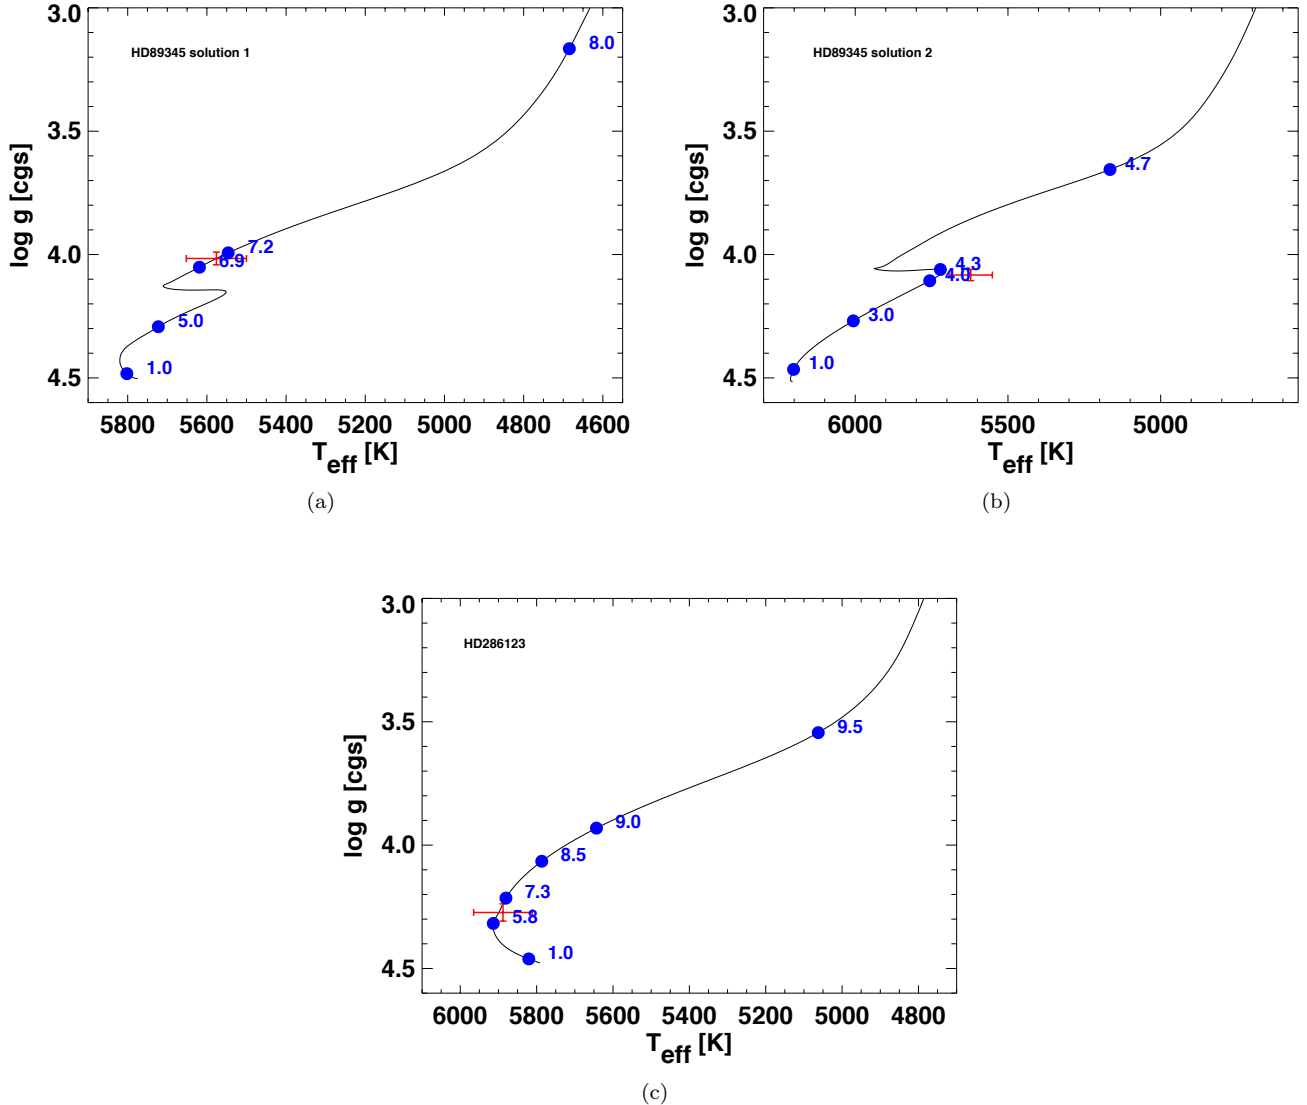 HD89345 solution 1
3.0
3.5
4.0
4.5
log g [cgs]
8.0
7.2
6.9
5.0
1.0
5800 5600 5400 5200 5000 4800 4600
Teff [K]
(a)
HD89345 solution 2
3.0
3.5
4.0
4.5
log g [cgs]
4.7
4.3
4.0
3.0
1.0
6000 5500 5000
Teff [K]
(b)
HD286123
3.0
3.5
4.0
4.5
log g [cgs]
9.5
9.0
8.5
7.3
5.8
1.0
6000 5800 5600 5400 5200 5000 4800
Teff [K]
(c)